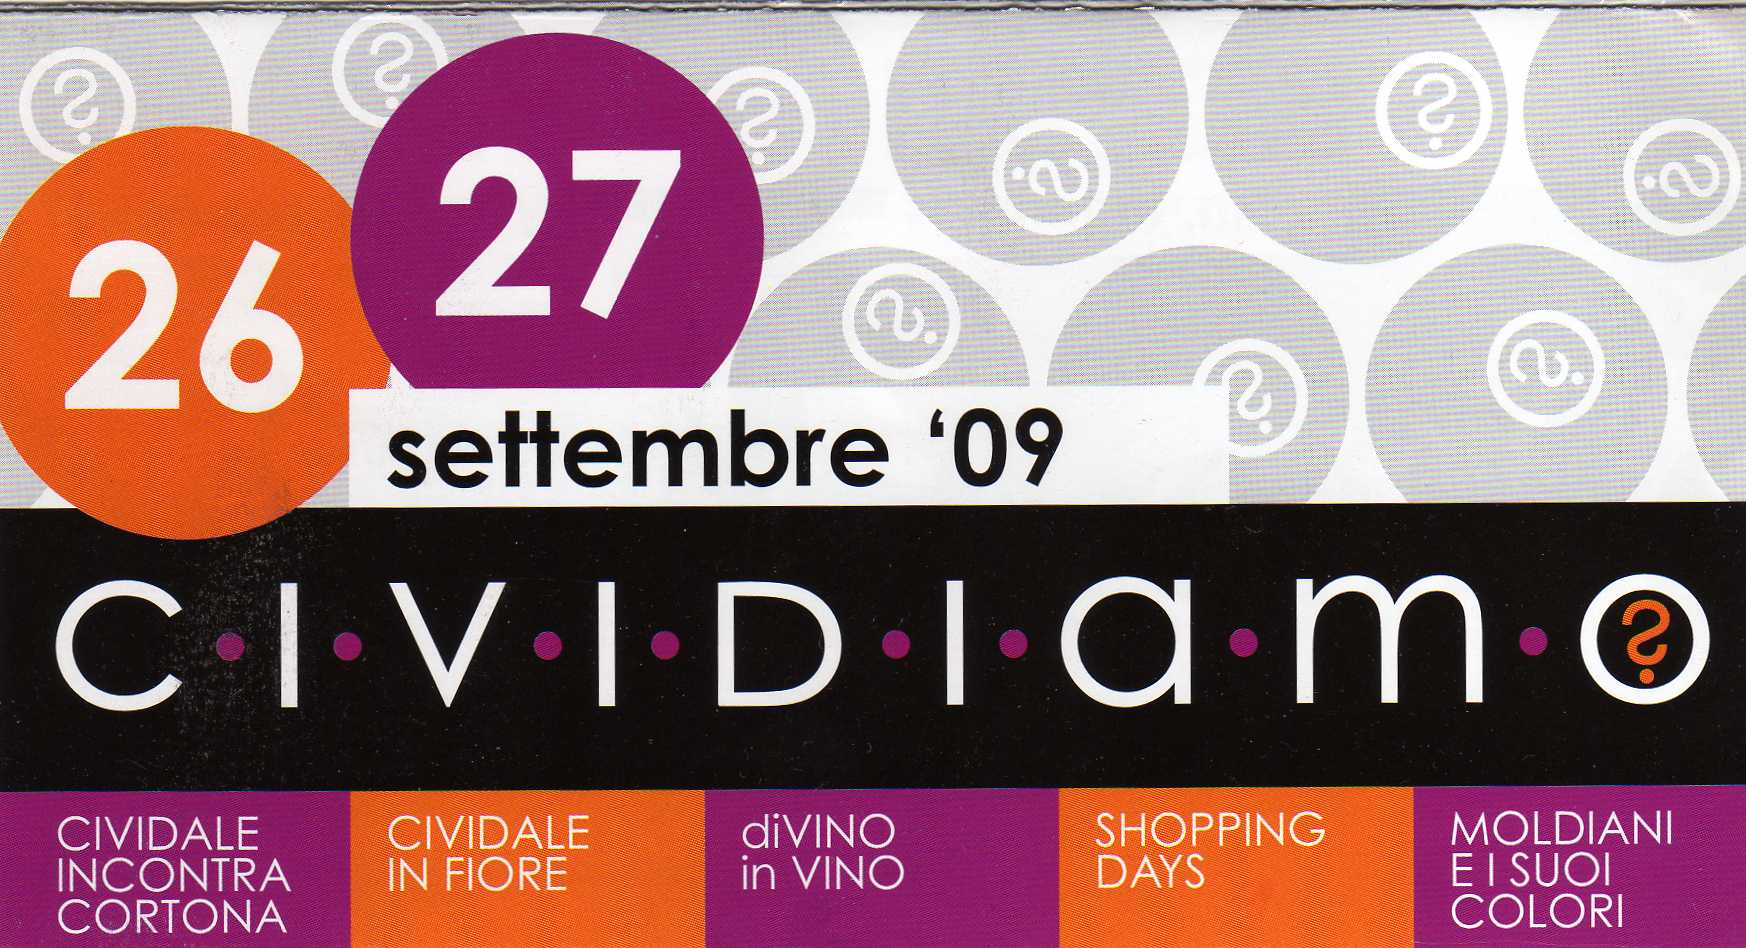 26
27
settembre '09
C·I·V·I·D·I·a·m·o
?
CIVIDALE
INCONTRA
CORTONA
CIVIDALE
IN FIORE
diVINO
in VINO
SHOPPING
DAYS
MOLDIANI
E I SUOI
COLORI